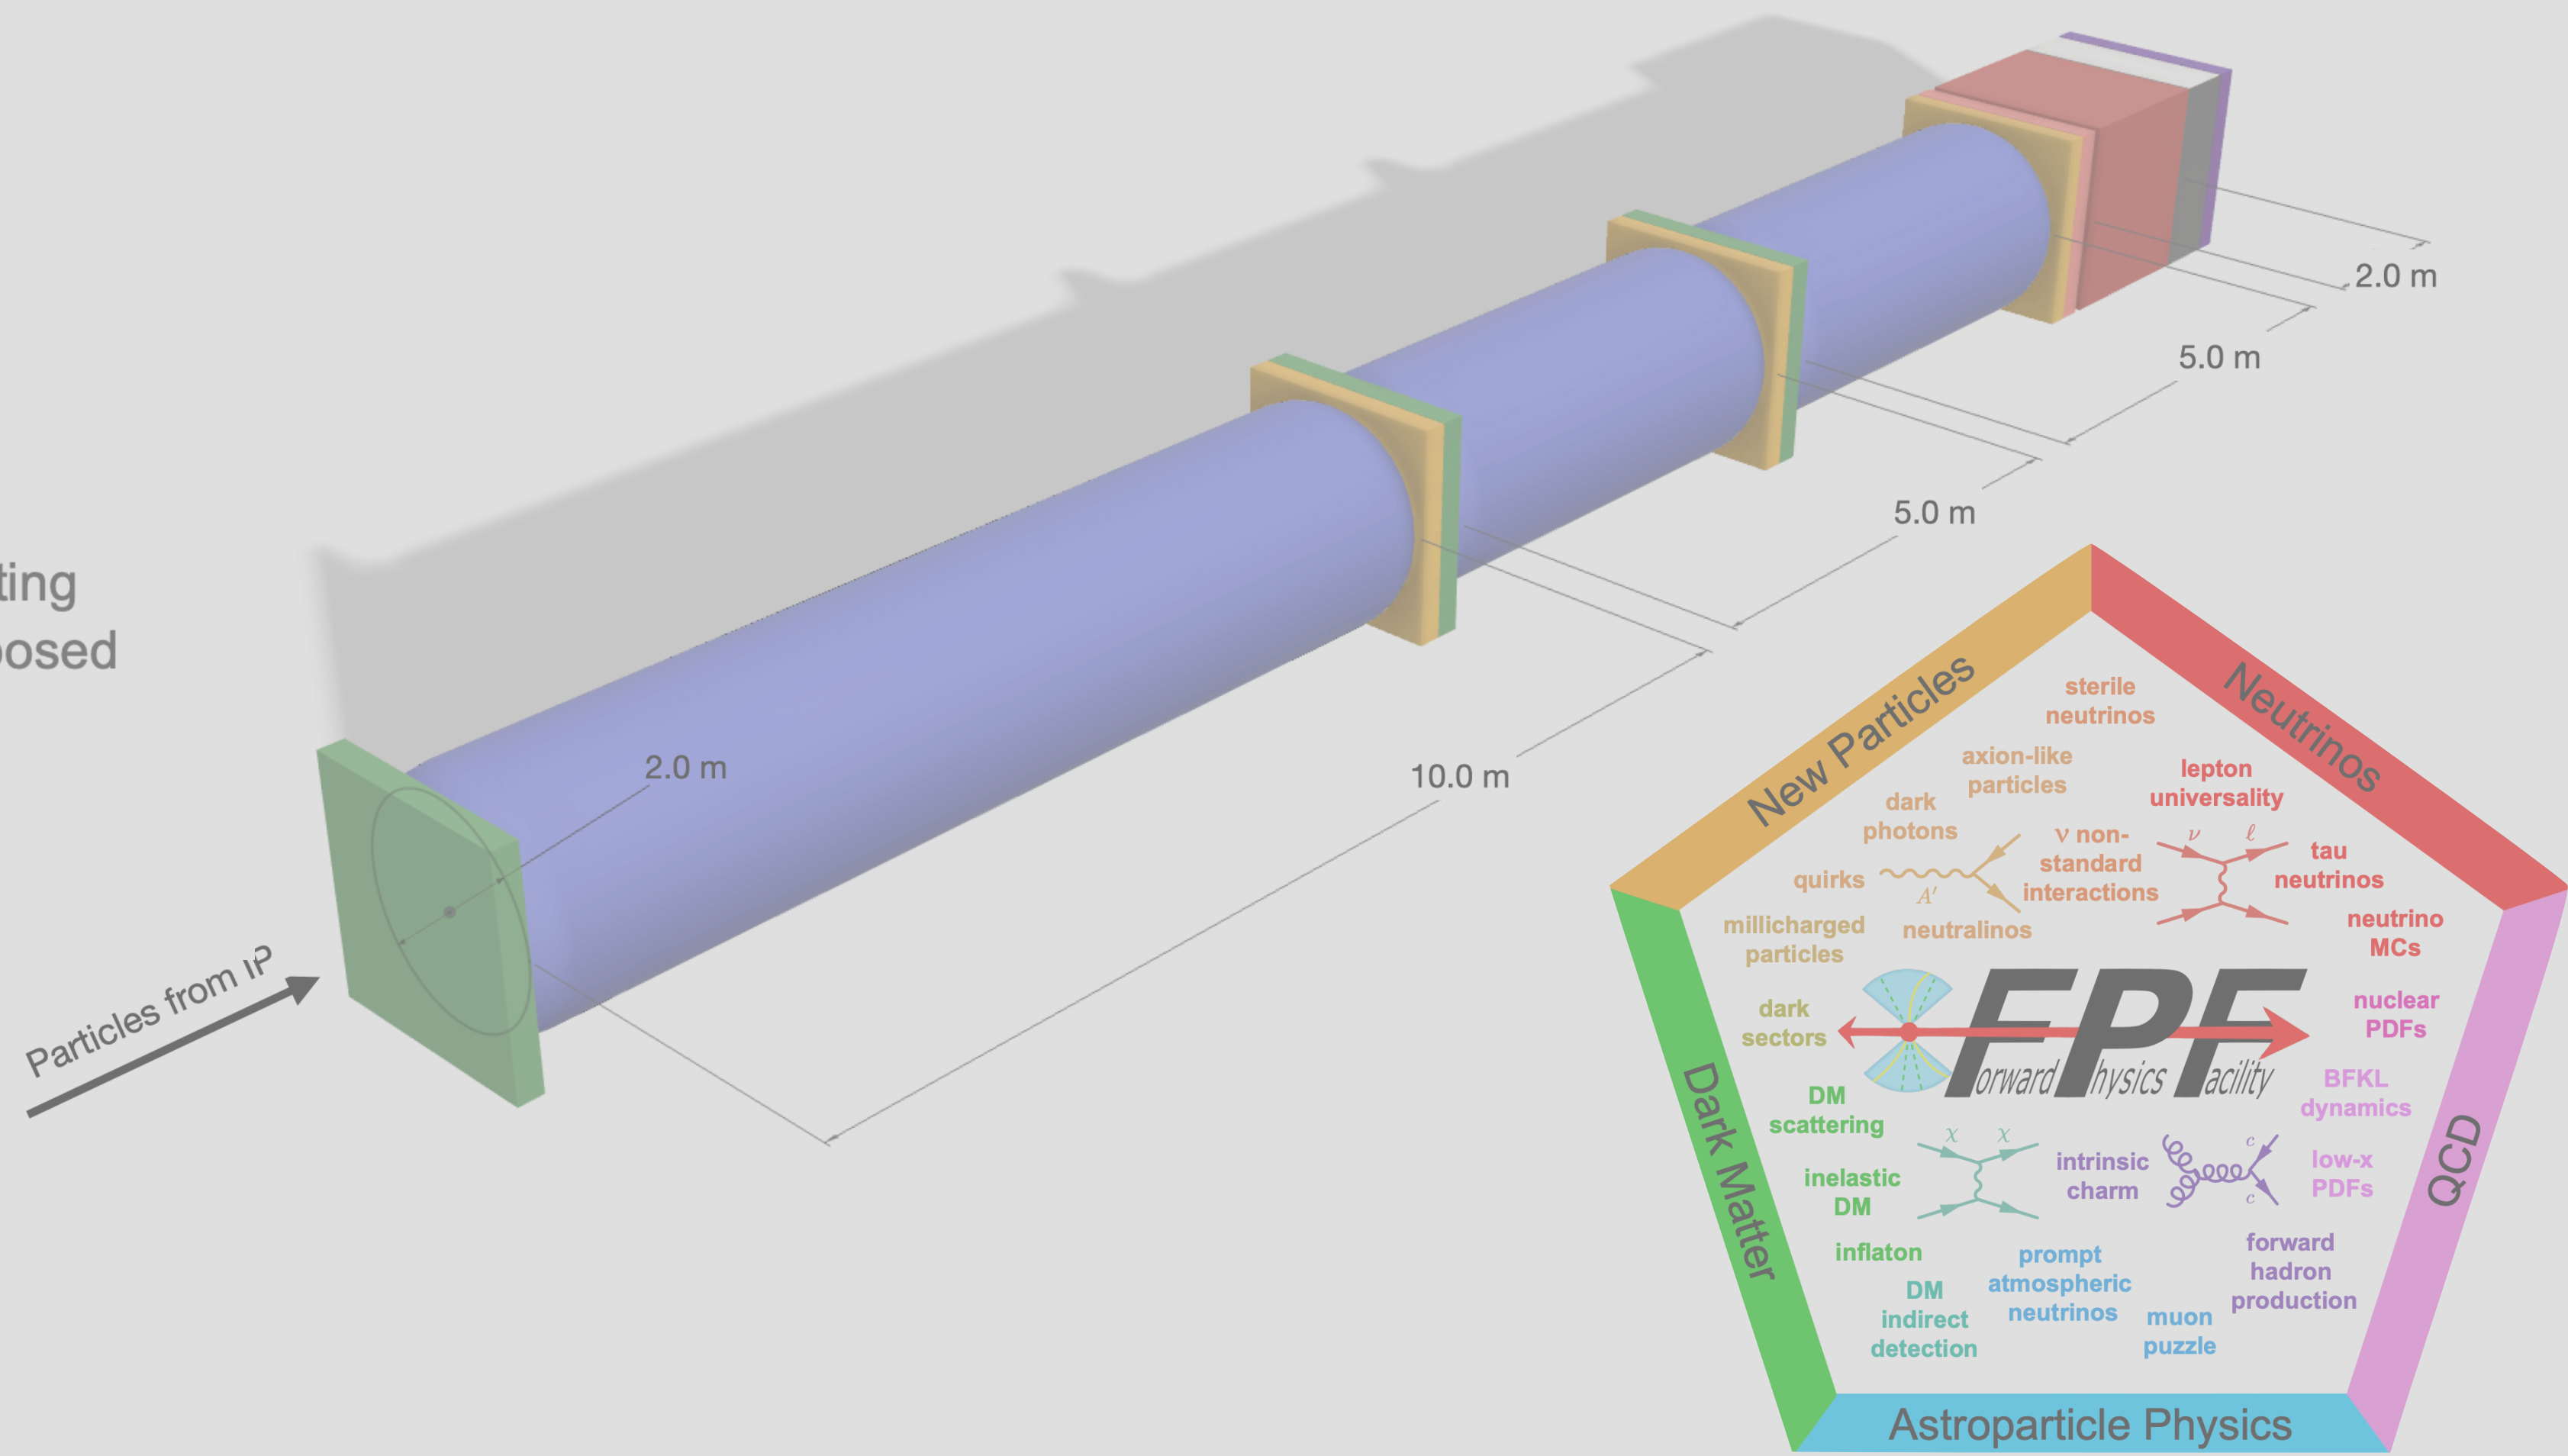 ting
posed
Particles from IP
2.0 m
10.0 m
5.0 m
5.0 m
2.0 m
New Particles
Neutrinos
QCD
Astroparticle Physics
Dark Matter
sterile
neutrinos
axion-like
particles
dark
photons
quirks
A′
millicharged
particles
neutralinos
ν non-
standard
interactions
lepton
universality
ν
ℓ
tau
neutrinos
neutrino
MCs
dark
sectors
FPF
Forward Physics Facility
nuclear
PDFs
BFKL
dynamics
DM
scattering
χ χ
inelastic
DM
intrinsic
charm
c
c
low-x
PDFs
inflaton
DM
indirect
detection
prompt
atmospheric
neutrinos
muon
puzzle
forward
hadron
production